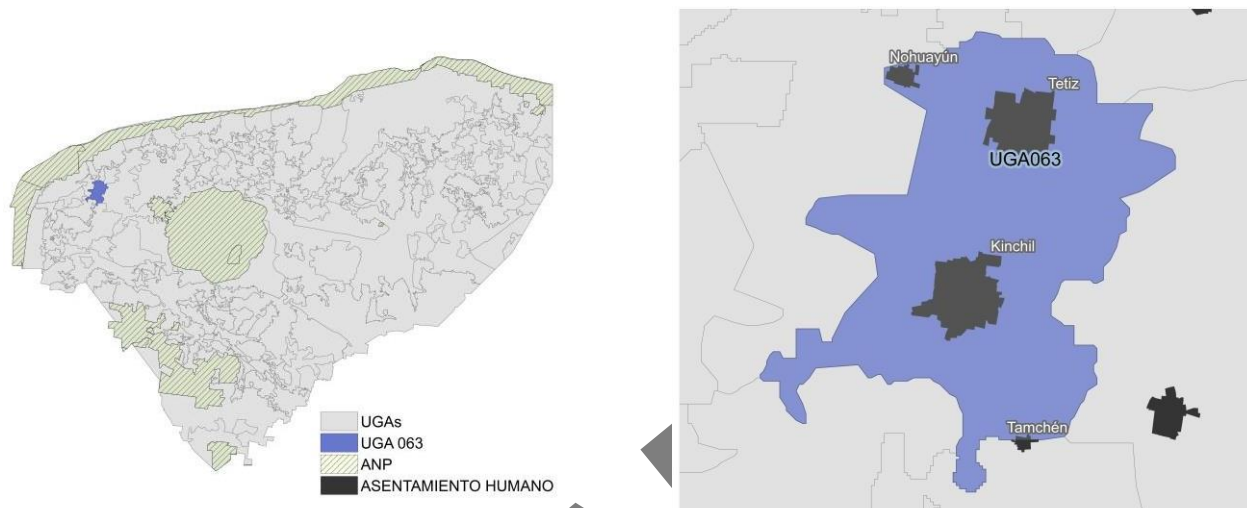 UGAs
UGA 063
ANP
ASENTAMIENTO HUMANO
Nohuayún
Tetiz
UGA063
Kinchil
Tamchén